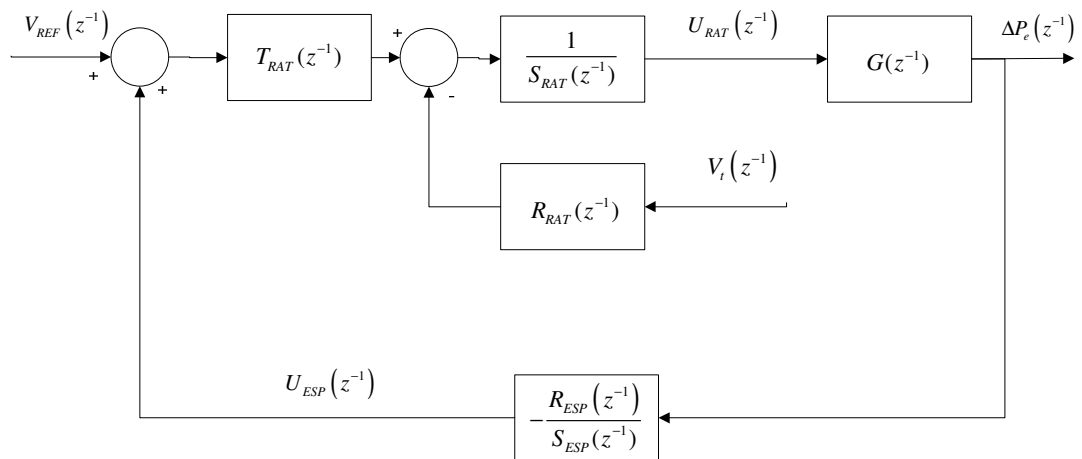 V_REF(z⁻¹)
+
+
T_RAT(z⁻¹)
+
-
1
S_RAT(z⁻¹)
U_RAT(z⁻¹)
G(z⁻¹)
ΔP_e(z⁻¹)
R_RAT(z⁻¹)
V_t(z⁻¹)
U_ESP(z⁻¹)
- R_ESP(z⁻¹)
S_ESP(z⁻¹)